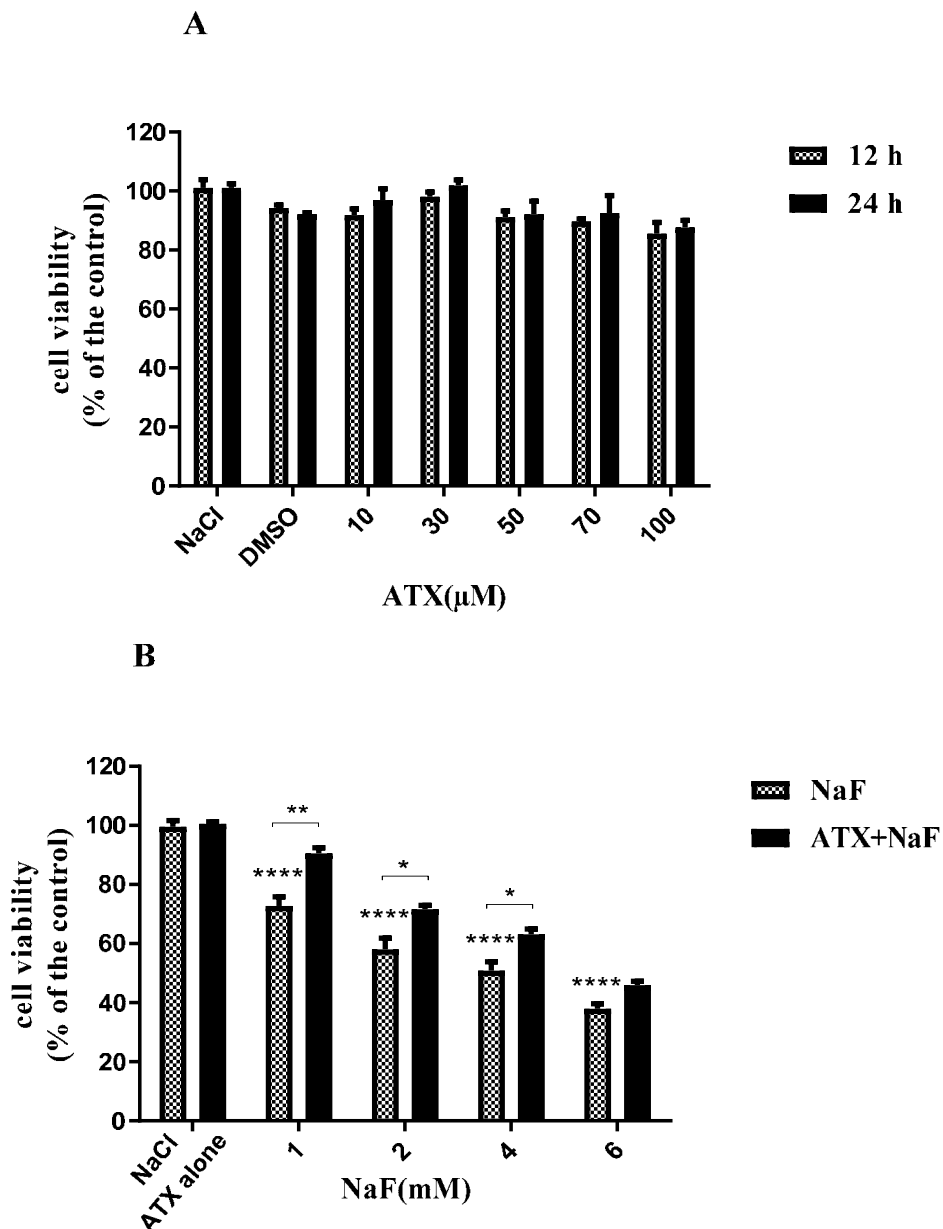 A
120
100
80
60
40
20
0
cell viability
(% of the control)
12 h
24 h
NaCl
DMSO
10
30
50
70
100
ATX(µM)
B
120
100
80
60
40
20
0
cell viability
(% of the control)
NaF
ATX+NaF
**
****
*
****
*
****
****
NaCl
ATX alone
1
2
4
6
NaF(mM)